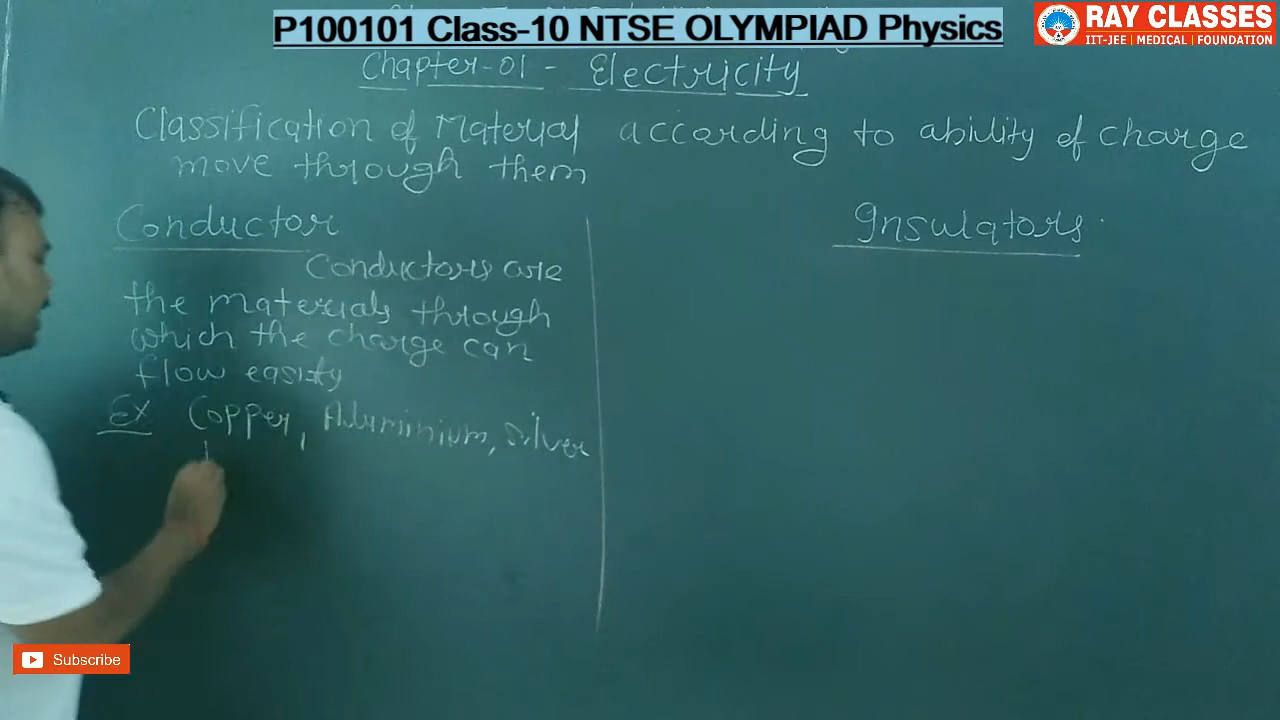 P100101 Class-10 NTSE OLYMPIAD Physics
RAY CLASSES
IIT-JEE | MEDICAL | FOUNDATION
Chapter-01 - Electricity
Classification of Material according to ability of charge
move through them
Conductor
Conductors are
the materials through
which the charge can
flow easily
Ex Copper, Aluminium, Silver
Insulators
Subscribe